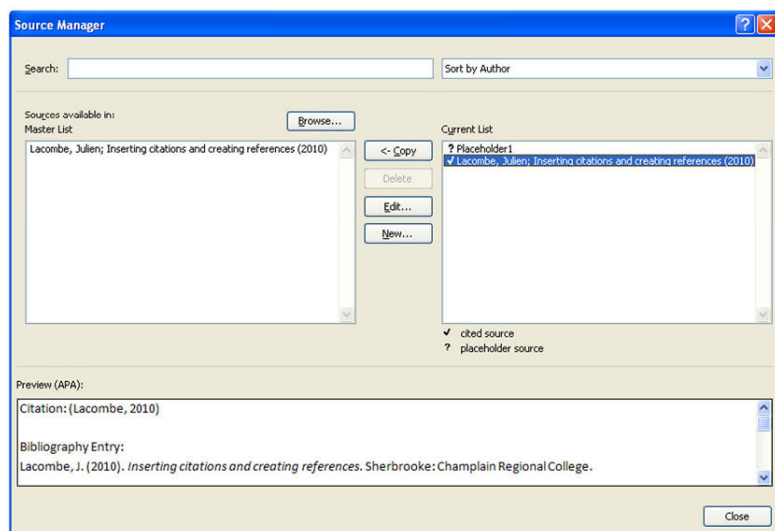 Source Manager
Search:
Sort by Author
Sources available in:
Master List
Browse...
Current List
Lacombe, Julien; Inserting citations and creating references (2010)
<- Copy
Delete
Edit...
New...
? Placeholder1
✓ Lacombe, Julien; Inserting citations and creating references (2010)
✓ cited source
? placeholder source
Preview (APA):
Citation: (Lacombe, 2010)
Bibliography Entry:
Lacombe, J. (2010). Inserting citations and creating references. Sherbrooke: Champlain Regional College.
Close